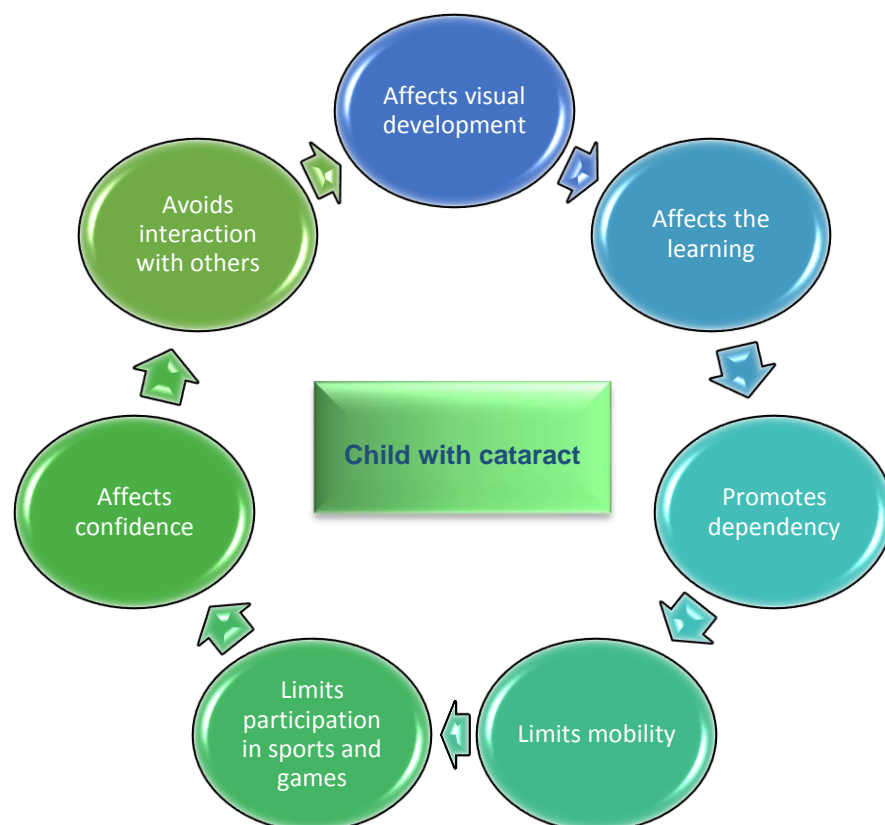 Affects visual
development
Affects the
learning
Promotes
dependency
Limits mobility
Limits
participation
in sports and
games
Affects
confidence
Avoids
interaction
with others
Child with cataract